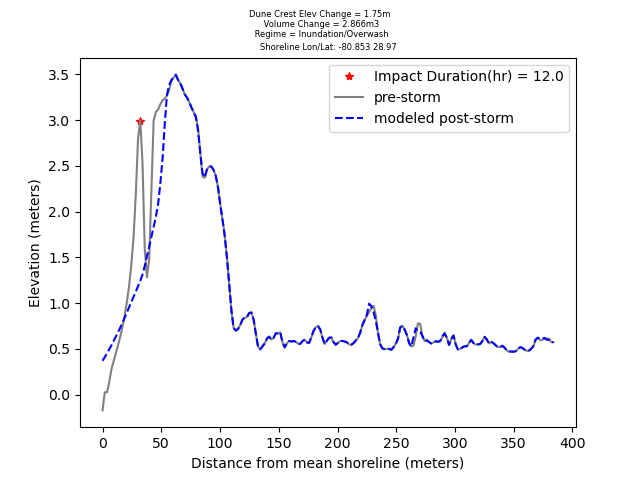 Dune Crest Elev Change = 1.75m
Volume Change = 2.866m3
Regime = Inundation/Overwash
Shoreline Lon/Lat: -80.853 28.97
Impact Duration(hr) = 12.0
pre-storm
modeled post-storm
Elevation (meters)
3.5
3.0
2.5
2.0
1.5
1.0
0.5
0.0
0 50 100 150 200 250 300 350 400
Distance from mean shoreline (meters)